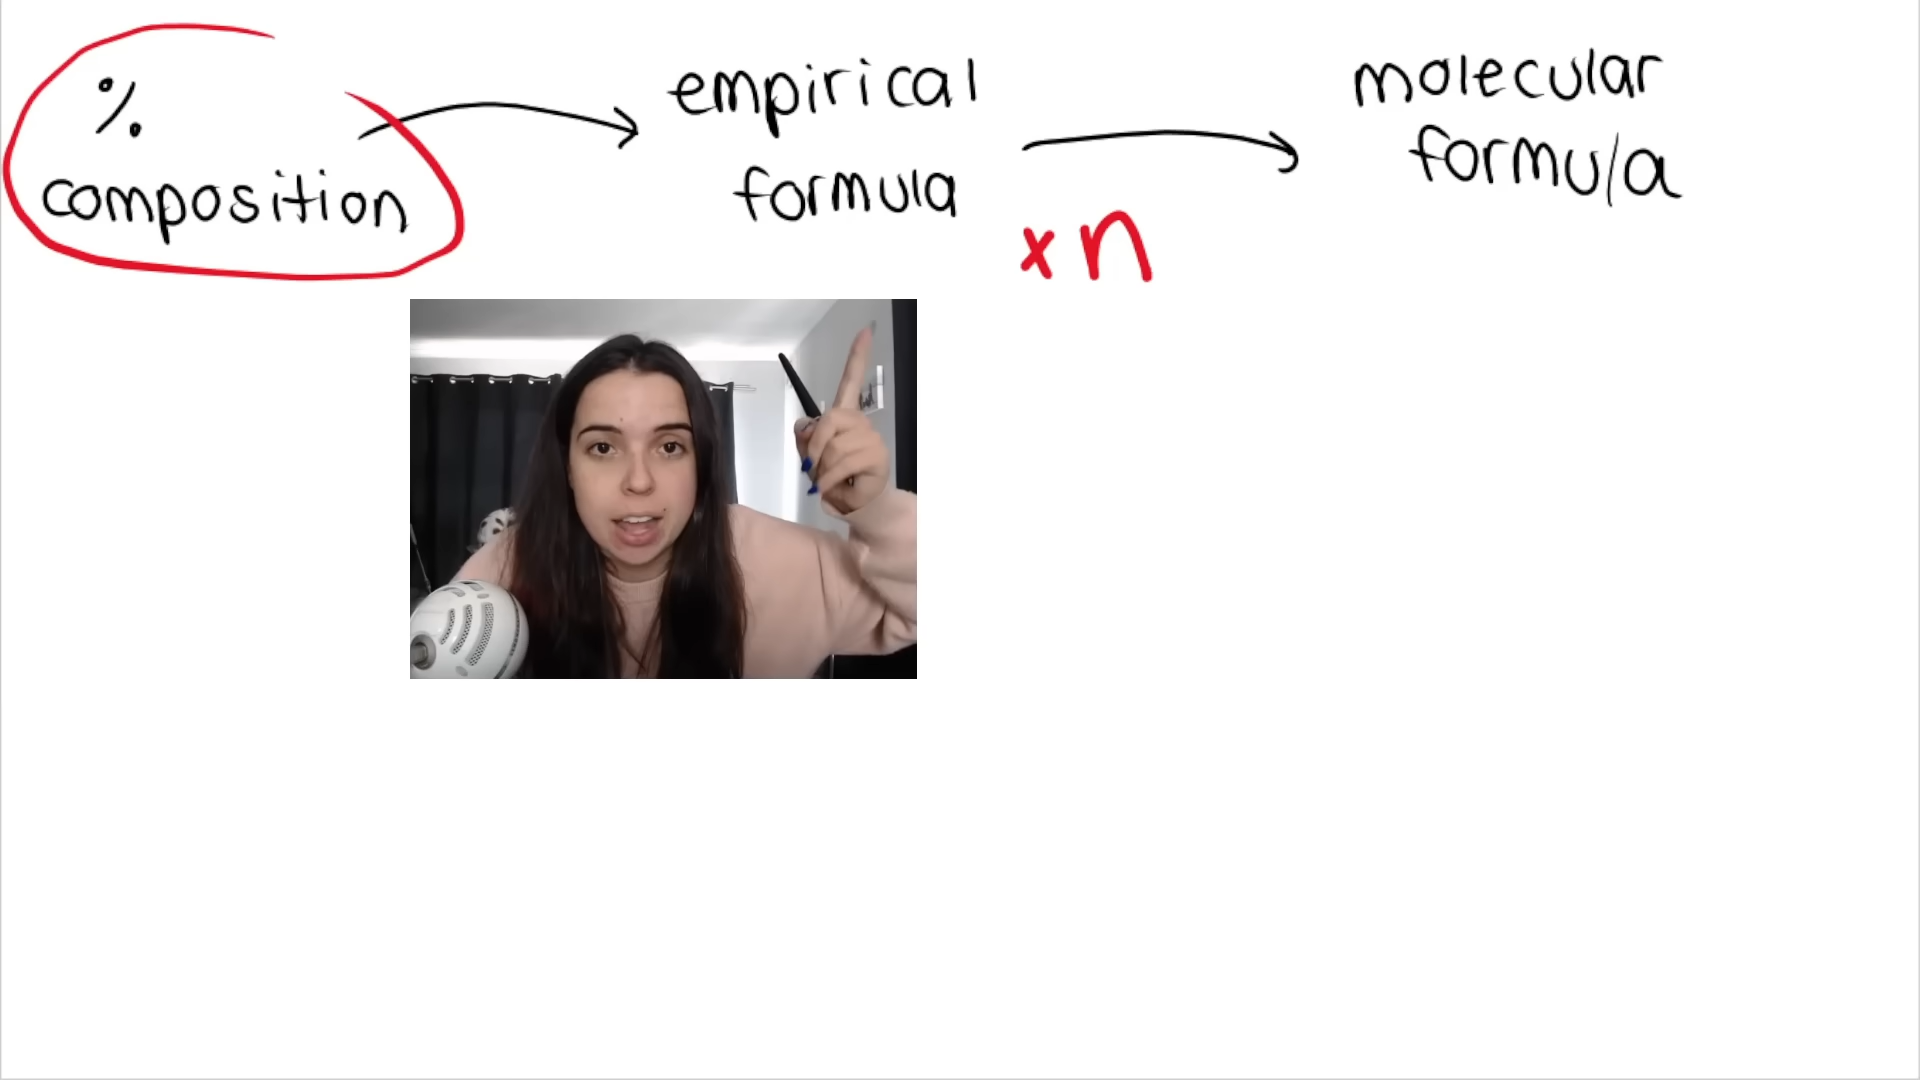 %
composition
empirical
formula
x n
molecular
formula